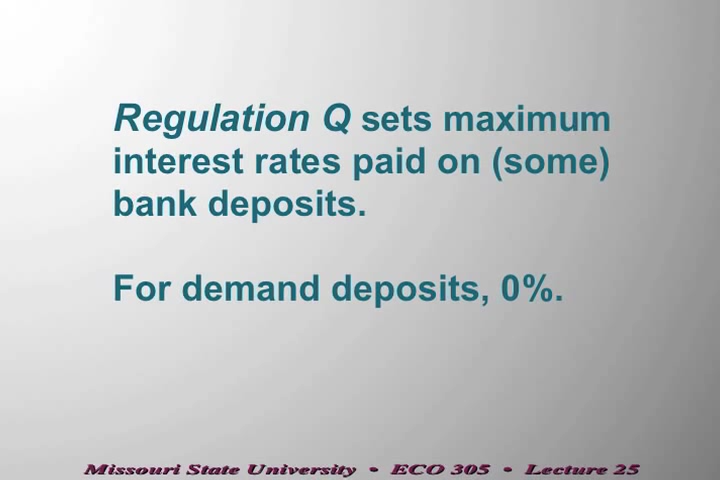 Regulation Q sets maximum
interest rates paid on (some)
bank deposits.
For demand deposits, 0%.
Missouri State University • ECO 305 • Lecture 25